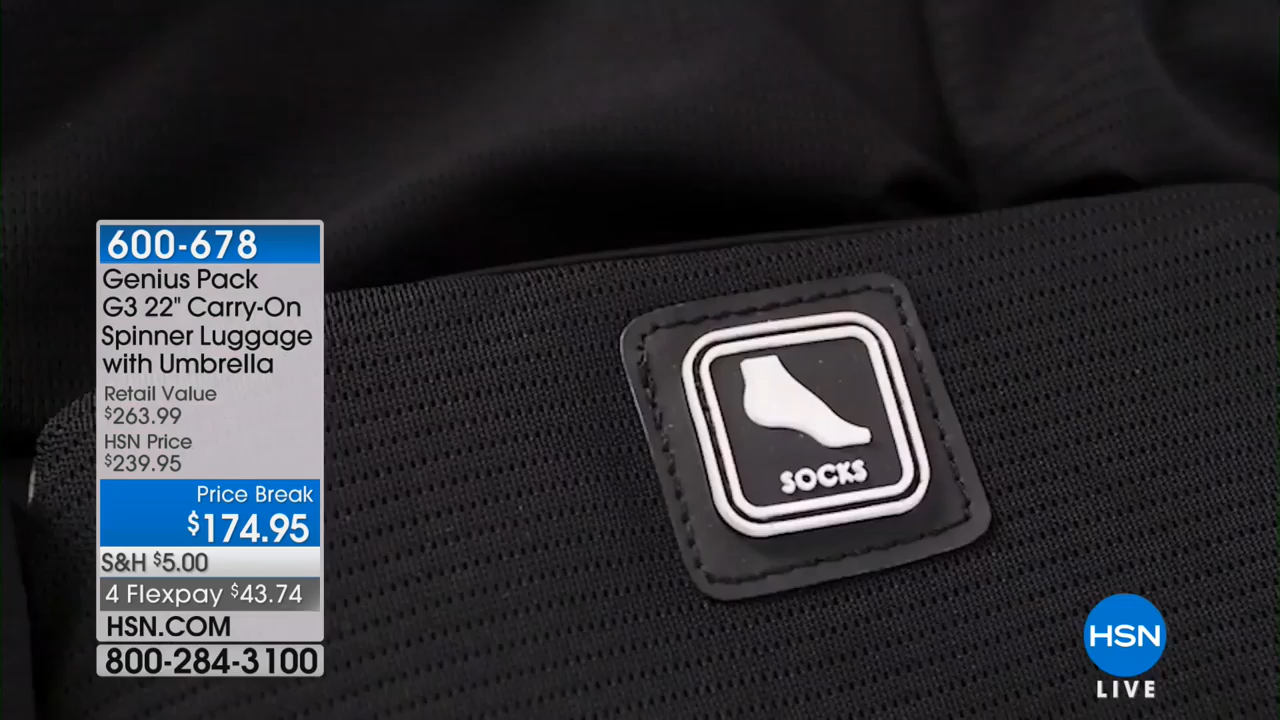 600-678
Genius Pack
G3 22" Carry-On
Spinner Luggage
with Umbrella
Retail Value
$263.99
HSN Price
$239.95
Price Break
$174.95
S&H $5.00
4 Flexpay $43.74
HSN.COM
800-284-3100
SOCKS
HSN
LIVE